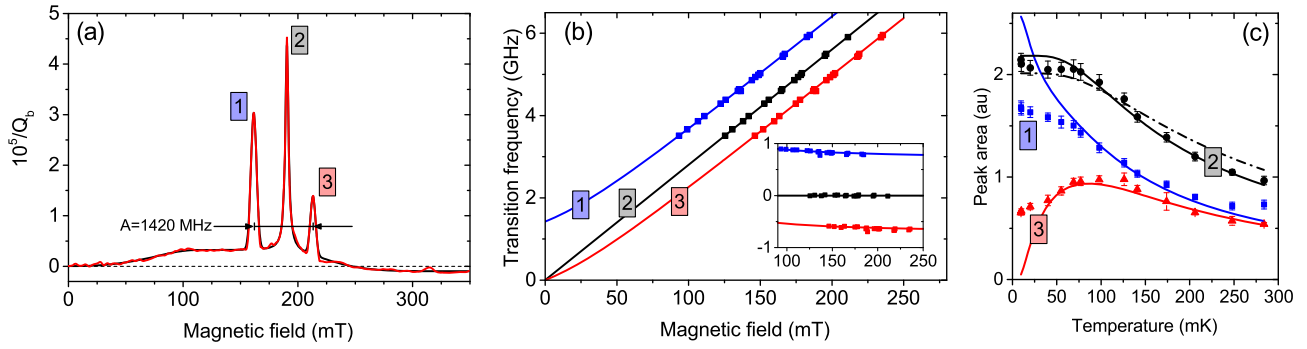 (a)
5
4
3
2
1
0
10⁵/Q_b
1
2
3
A=1420 MHz
0 100 200 300
Magnetic field (mT)
(b)
6
5
4
3
2
1
0
Transition frequency (GHz)
1
2
3
1
0
-1
100 150 200 250
0 50 100 150 200 250
Magnetic field (mT)
(c)
2
1
0
Peak area (au)
1
2
3
0 50 100 150 200 250 300
Temperature (mK)